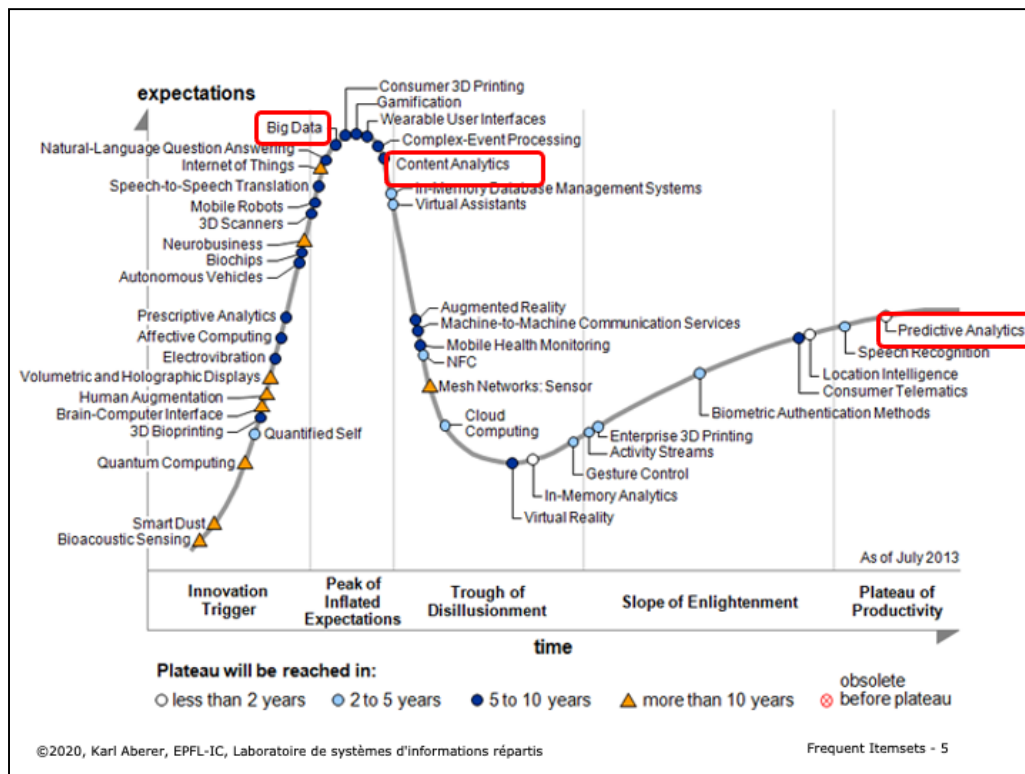 expectations
Consumer 3D Printing
Gamification
Wearable User Interfaces
Big Data
Complex-Event Processing
Natural-Language Question Answering
Content Analytics
Internet of Things
Speech-to-Speech Translation
In-Memory Database Management Systems
Mobile Robots
Virtual Assistants
3D Scanners
Neurobusiness
Biochips
Autonomous Vehicles
Augmented Reality
Prescriptive Analytics
Machine-to-Machine Communication Services
Predictive Analytics
Affective Computing
Mobile Health Monitoring
Speech Recognition
Electrovibration
NFC
Volumetric and Holographic Displays
Mesh Networks: Sensor
Location Intelligence
Human Augmentation
Consumer Telematics
Brain-Computer Interface
Biometric Authentication Methods
3D Bioprinting
Quantified Self
Cloud
Computing
Enterprise 3D Printing
Activity Streams
Quantum Computing
Gesture Control
In-Memory Analytics
Virtual Reality
Smart Dust
Bioacoustic Sensing
As of July 2013
Innovation
Trigger
Peak of
Inflated
Expectations
Trough of
Disillusionment
Slope of Enlightenment
Plateau of
Productivity
time
Plateau will be reached in:
less than 2 years
2 to 5 years
5 to 10 years
more than 10 years
obsolete
before plateau
©2020, Karl Aberer, EPFL-IC, Laboratoire de systèmes d'informations répartis
Frequent Itemsets - 5